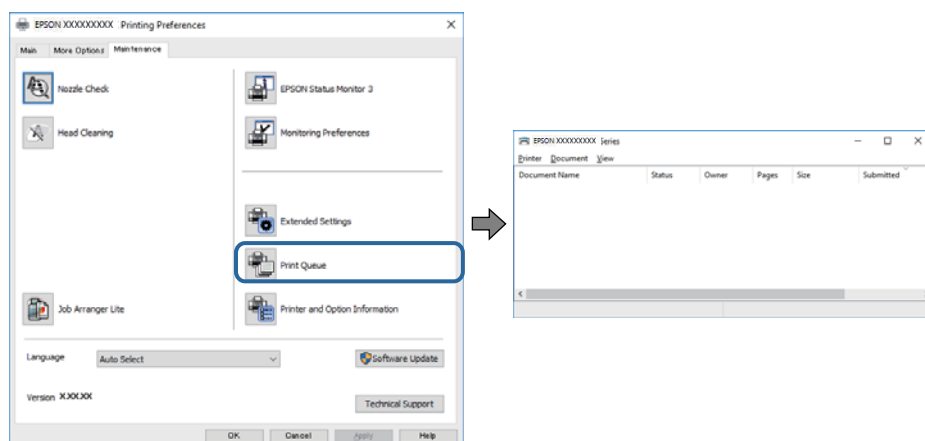 EPSON XXXXXXXXX Printing Preferences
Main More Options Maintenance
Nozzle Check
EPSON Status Monitor 3
Head Cleaning
Monitoring Preferences
Extended Settings
Print Queue
Job Arranger Lite
Printer and Option Information
Language Auto Select
Software Update
Version X.XX.XX
Technical Support
OK Cancel Apply Help
EPSON XXXXXXXXX Series
Printer Document View
Document Name Status Owner Pages Size Submitted